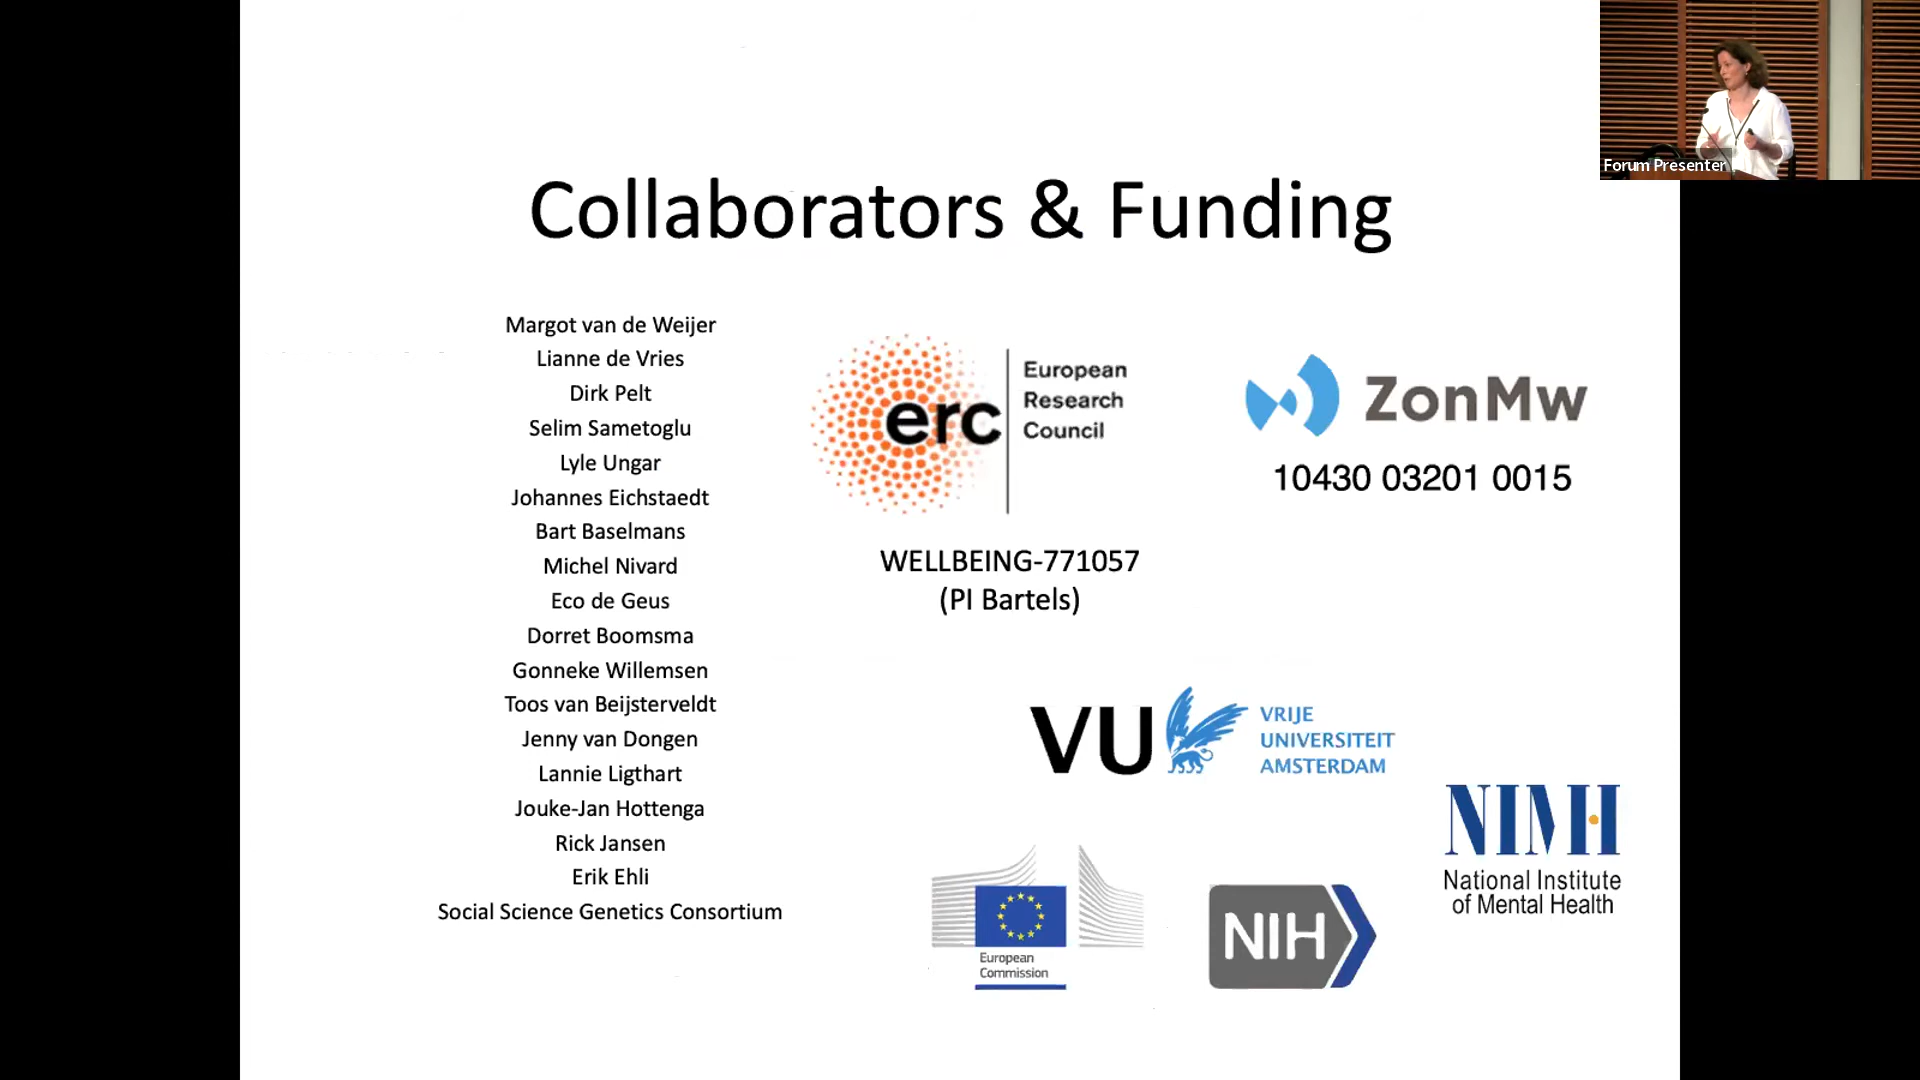 Forum Presenter
Collaborators & Funding
Margot van de Weijer
Lianne de Vries
Dirk Pelt
Selim Sametoglu
Lyle Ungar
Johannes Eichstaedt
Bart Baselmans
Michel Nivard
Eco de Geus
Dorret Boomsma
Gonneke Willemsen
Toos van Beijsterveldt
Jenny van Dongen
Lannie Ligthart
Jouke-Jan Hottenga
Rick Jansen
Erik Ehli
Social Science Genetics Consortium
erc
European
Research
Council
WELLBEING-771057
(PI Bartels)
ZonMw
10430 03201 0015
VU
VRIJE
UNIVERSITEIT
AMSTERDAM
NIMH
National Institute
of Mental Health
European
Commission
NIH